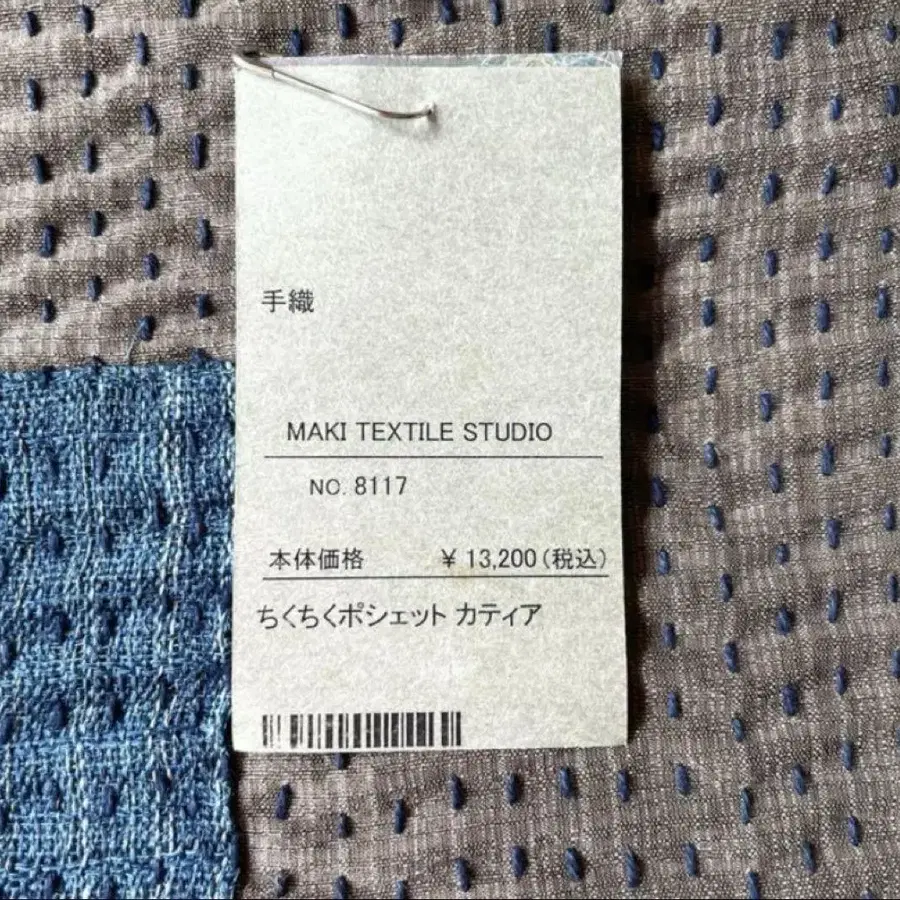 手織
MAKI TEXTILE STUDIO
NO. 8117
本体価格 ¥ 13,200(税込)
ちくちくポシェット カティア